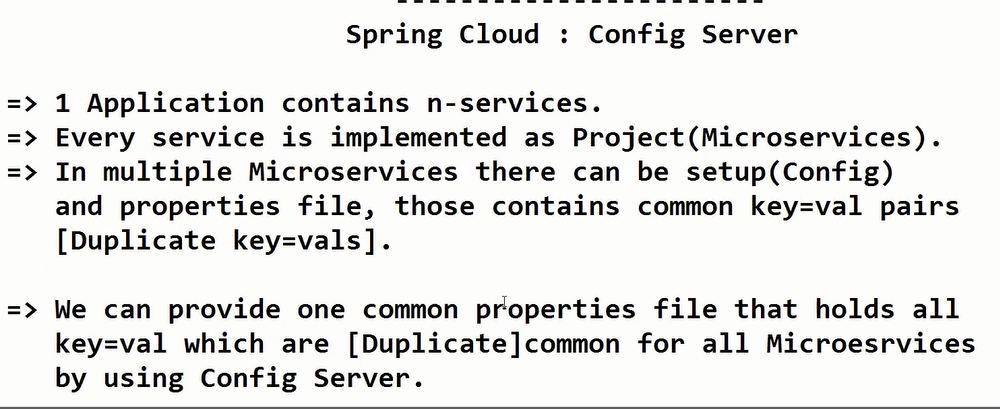 Spring Cloud : Config Server
=> 1 Application contains n-services.
=> Every service is implemented as Project(Microservices).
=> In multiple Microservices there can be setup(Config)
and properties file, those contains common key=val pairs
[Duplicate key=vals].
=> We can provide one common properties file that holds all
key=val which are [Duplicate]common for all Microesrvices
by using Config Server.